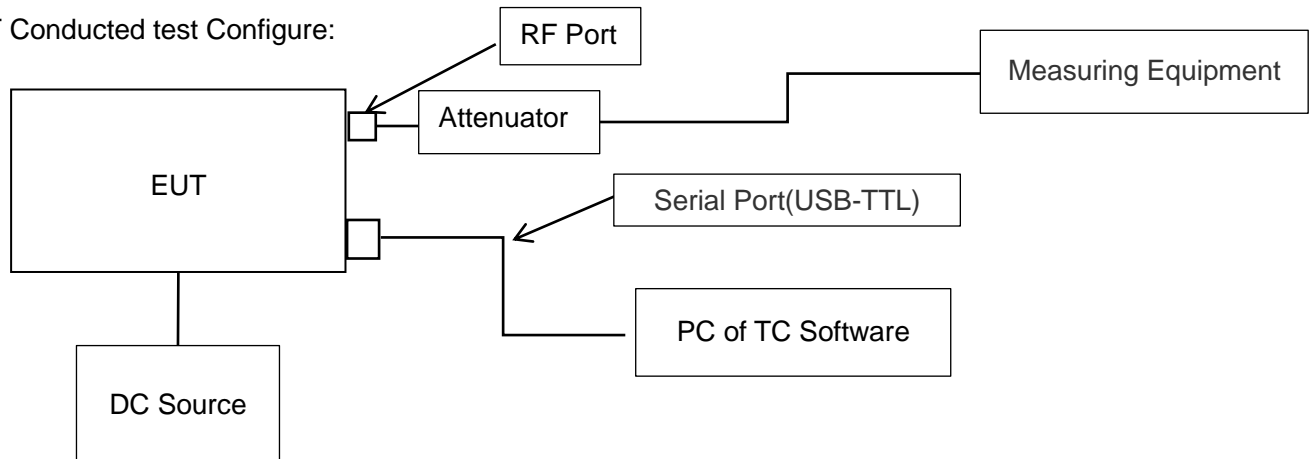 Conducted test Configure:
RF Port
Measuring Equipment
Attenuator
EUT
Serial Port(USB-TTL)
PC of TC Software
DC Source